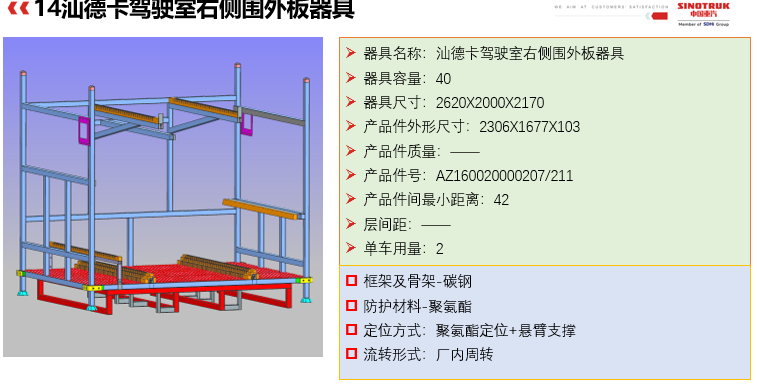 14汕德卡驾驶室右侧围外板器具
WE AIM AT CUSTOMERS' SATISFACTION
SINOTRUK
中国重汽
Member of SDHI Group
器具名称：汕德卡驾驶室右侧围外板器具
器具容量：40
器具尺寸：2620X2000X2170
产品件外形尺寸：2306X1677X103
产品件质量：——
产品件号：AZ160020000207/211
产品件间最小距离：42
层间距：——
单车用量：2
框架及骨架-碳钢
防护材料-聚氨酯
定位方式：聚氨酯定位+悬臂支撑
流转形式：厂内周转